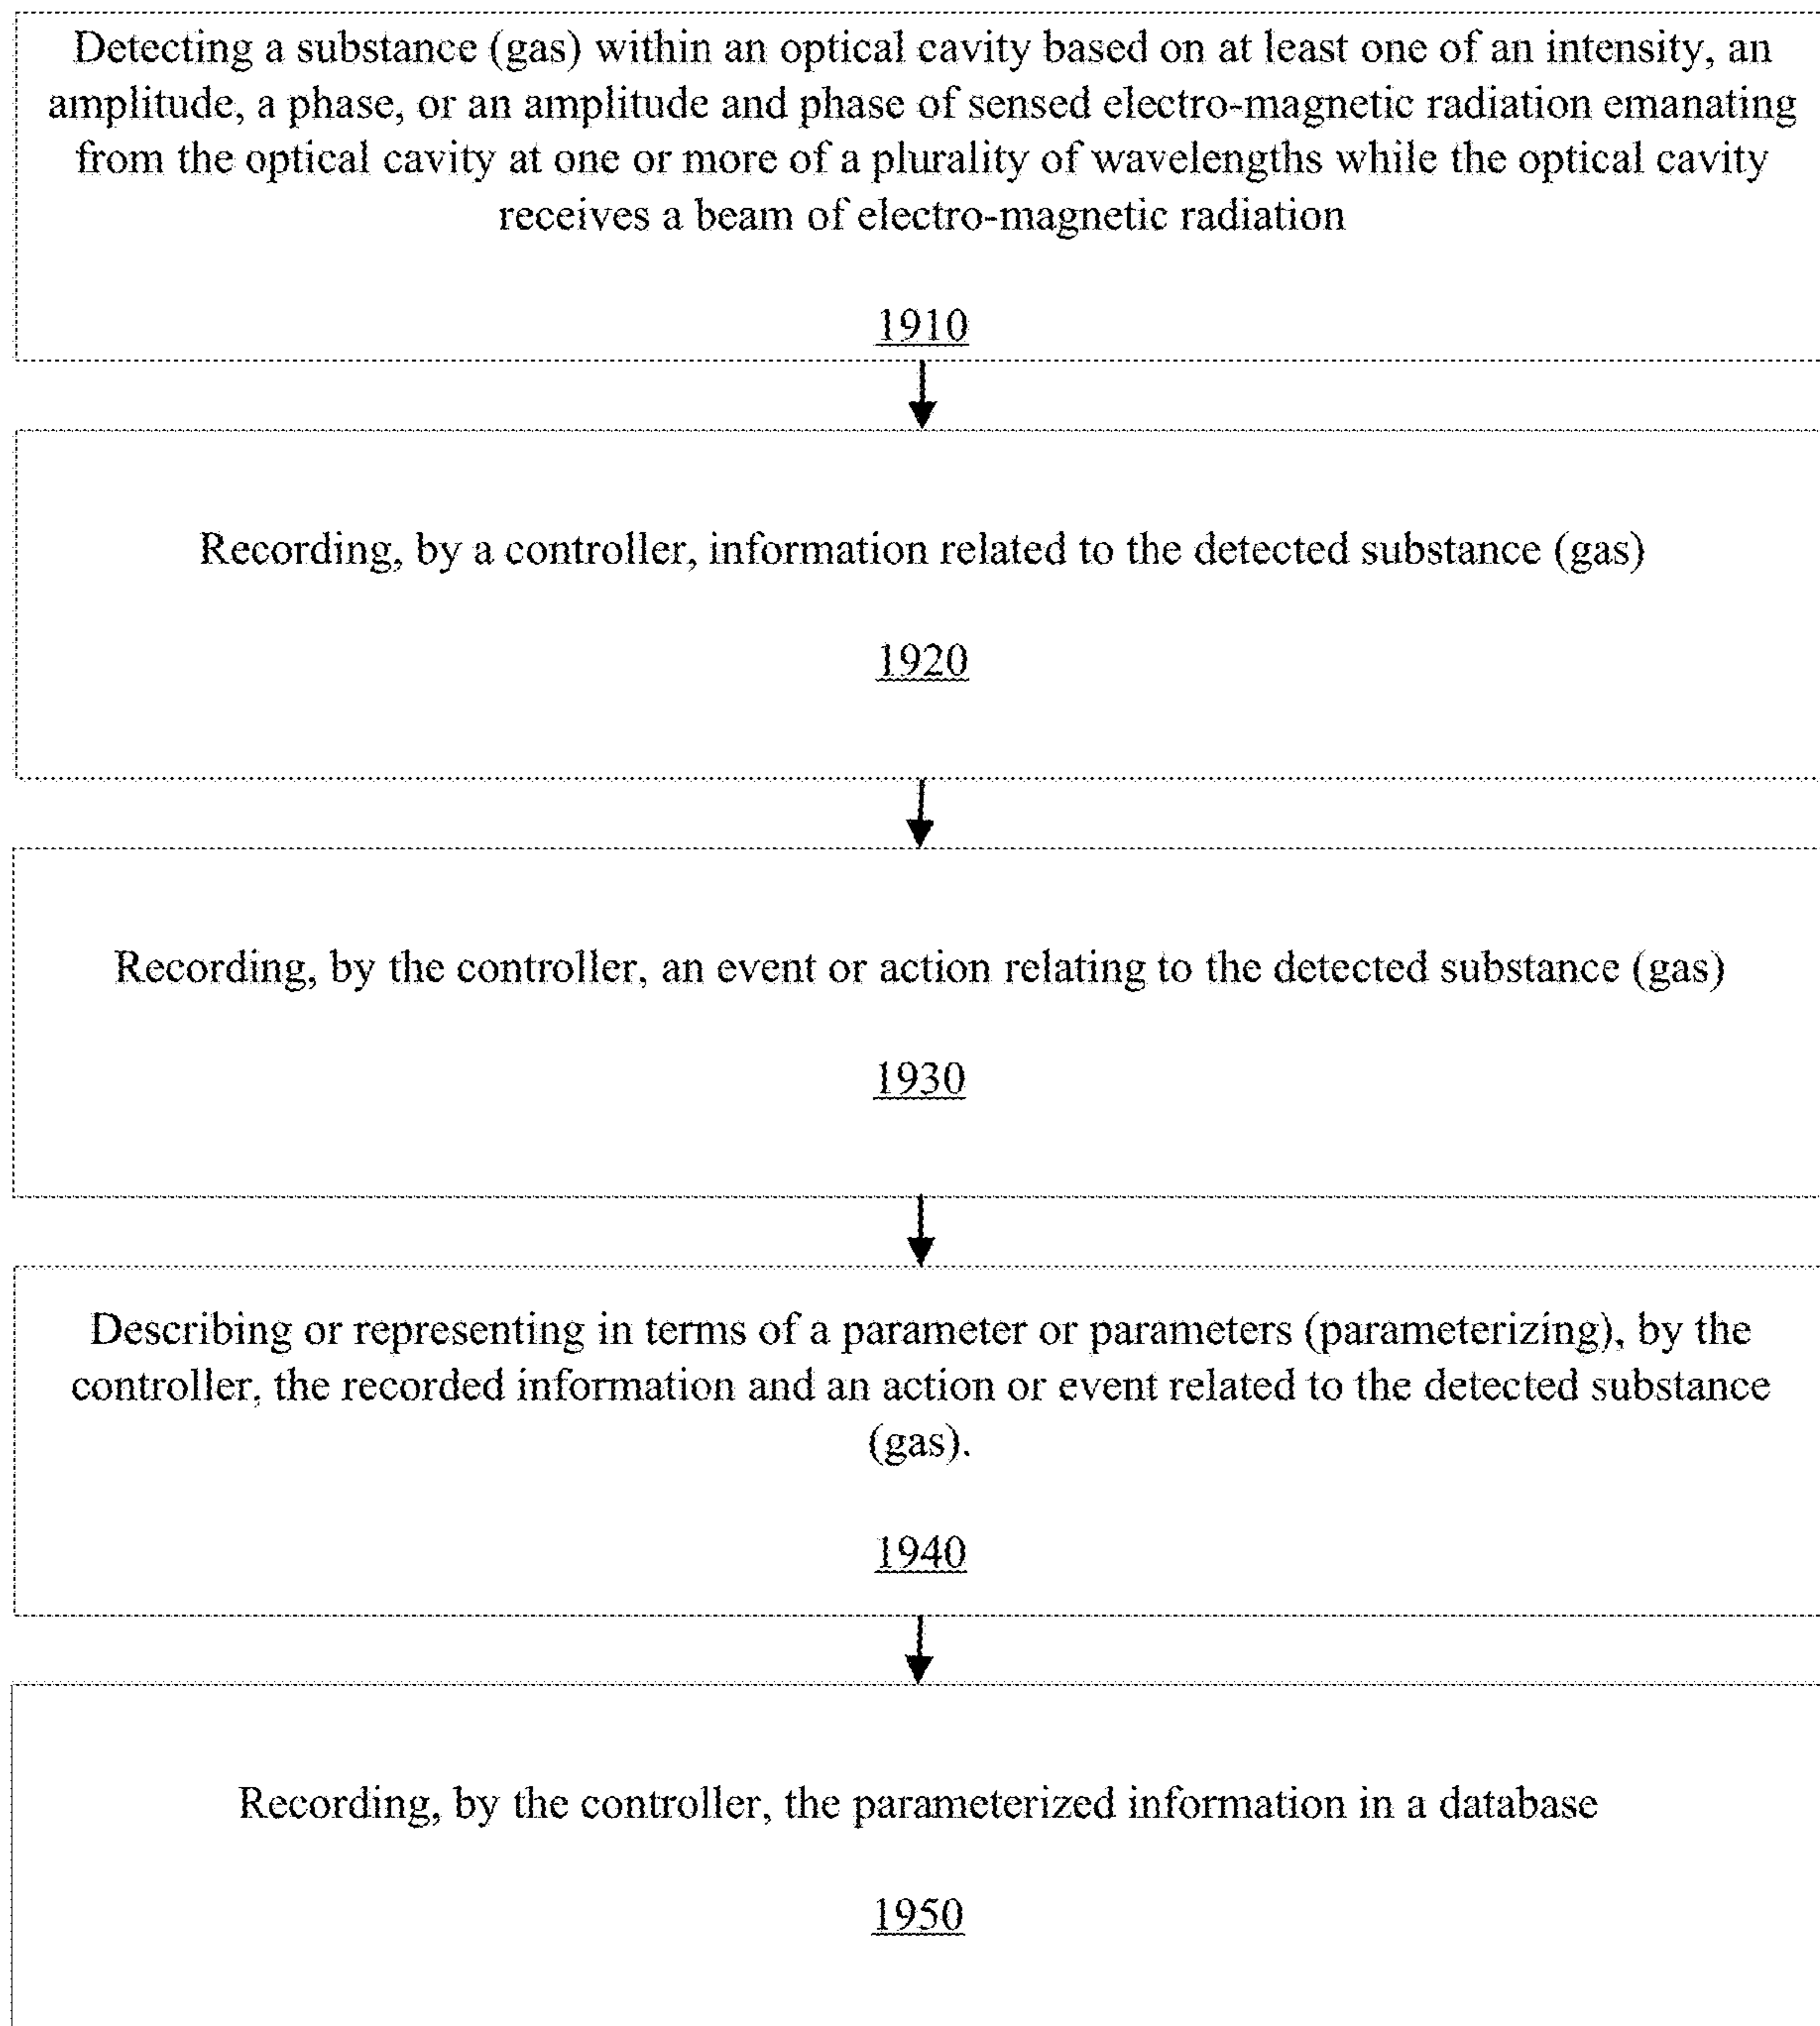 Detecting a substance (gas) within an optical cavity based on at least one of an intensity, an
amplitude, a phase, or an amplitude and phase of sensed electro-magnetic radiation emanating
from the optical cavity at one or more of a plurality of wavelengths while the optical cavity
receives a beam of electro-magnetic radiation
1910
Recording, by a controller, information related to the detected substance (gas)
1920
Recording, by the controller, an event or action relating to the detected substance (gas)
1930
Describing or representing in terms of a parameter or parameters (parameterizing), by the
controller, the recorded information and an action or event related to the detected substance
(gas).
1940
Recording, by the controller, the parameterized information in a database
1950